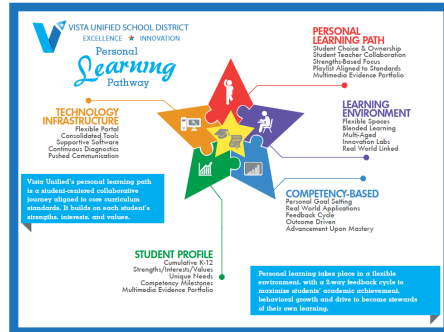 VISTA UNIFIED SCHOOL DISTRICT
EXCELLENCE ★ INNOVATION
Personal
Learning
Pathway
PERSONAL
LEARNING PATH
Student Choice & Ownership
Student Teacher Collaboration
Strengths-Based Focus
Playlist Aligned to Standards
Multimedia Evidence Portfolio
TECHNOLOGY
INFRASTRUCTURE
Flexible Portal
Consolidated Tools
Supportive Software
Continuous Diagnostics
Pushed Communication
LEARNING
ENVIRONMENT
Flexible Spaces
Blended Learning
Multi-Aged
Innovation Labs
Real World Linked
Vista Unified's personal learning path
is a student-centered collaborative
journey aligned to core curriculum
standards. It builds on each student's
strengths, interests, and values.
COMPETENCY-BASED
Personal Goal Setting
Real World Applications
Feedback Cycle
Outcome Driven
Advancement Upon Mastery
STUDENT PROFILE
Cumulative K-12
Strengths/Interests/Values
Unique Needs
Competency Milestones
Multimedia Evidence Portfolio
Personal learning takes place in a flexible
environment, with a 2-way feedback cycle to
maximize students' academic achievement,
behavioral growth and drive to become stewards
of their own learning.